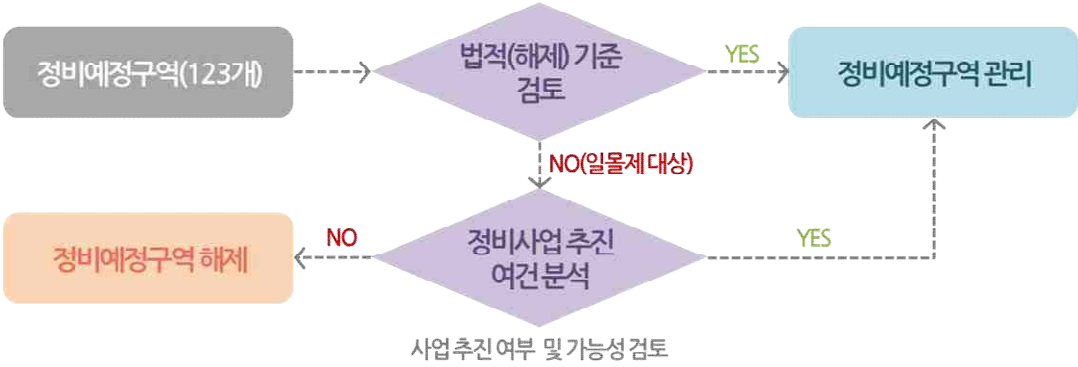 정비예정구역(123개)
법적(해제) 기준
검토
YES
정비예정구역 관리
NO(일몰제 대상)
정비예정구역 해제
NO
정비사업 추진
여건 분석
YES
사업 추진 여부 및 가능성 검토